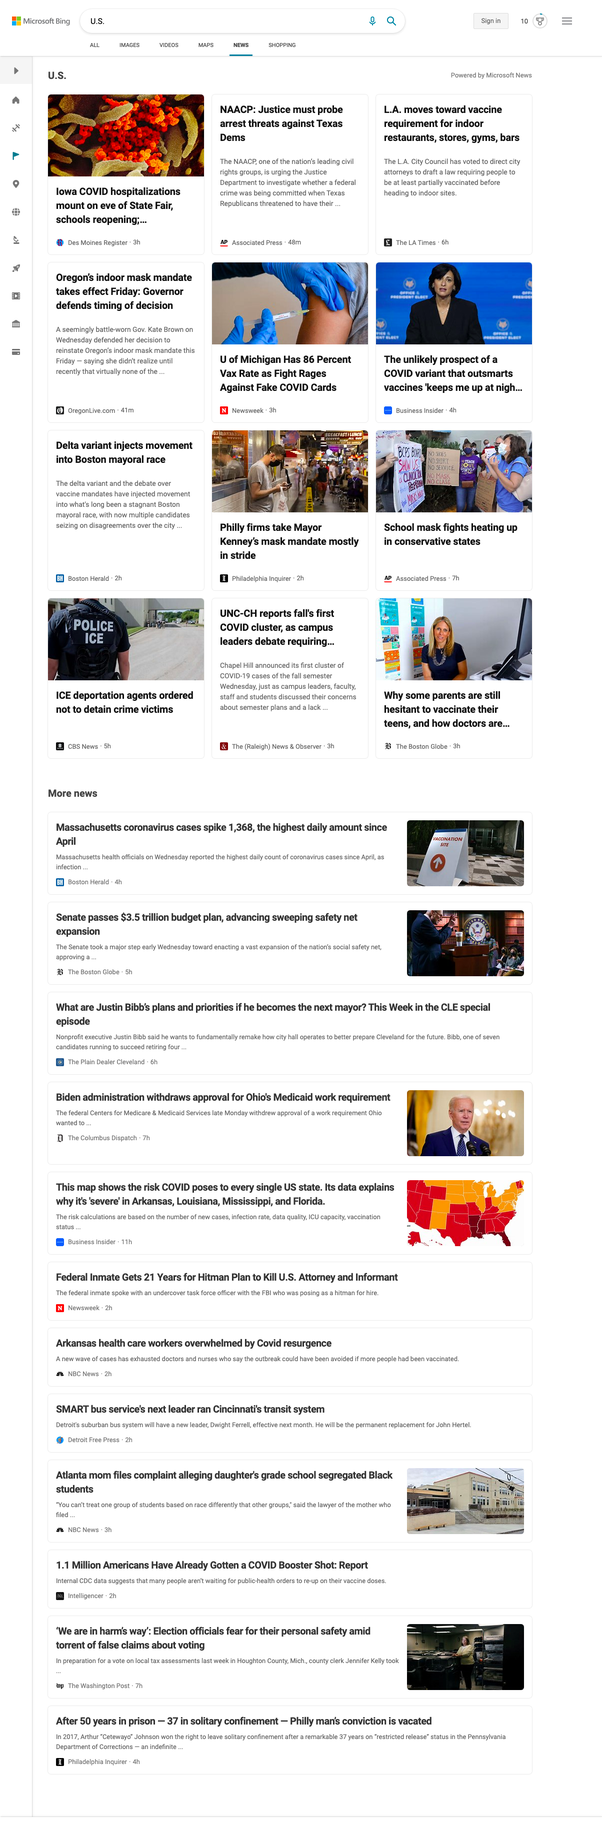 Microsoft Bing
U.S.
Sign in
10
ALL IMAGES VIDEOS MAPS NEWS SHOPPING
U.S.
Powered by Microsoft News
Iowa COVID hospitalizations
mount on eve of State Fair,
schools reopening;...
Des Moines Register · 3h
NAACP: Justice must probe
arrest threats against Texas
Dems
The NAACP, one of the nation's leading civil
rights groups, is urging the Justice
Department to investigate whether a federal
crime was being committed when Texas
Republicans threatened to have their ...
AP Associated Press · 48m
L.A. moves toward vaccine
requirement for indoor
restaurants, stores, gyms, bars
The L.A. City Council has voted to direct city
attorneys to draft a law requiring people to
be at least partially vaccinated before
heading to indoor sites.
The LA Times · 6h
Oregon's indoor mask mandate
takes effect Friday: Governor
defends timing of decision
A seemingly battle-worn Gov. Kate Brown on
Wednesday defended her decision to
reinstate Oregon's indoor mask mandate this
Friday — saying she didn't realize until
recently that virtually none of the ...
OregonLive.com · 41m
U of Michigan Has 86 Percent
Vax Rate as Fight Rages
Against Fake COVID Cards
N Newsweek · 3h
OFFICE OF THE
PRESIDENT ELECT
The unlikely prospect of a
COVID variant that outsmarts
vaccines 'keeps me up at nigh...
Business Insider · 4h
Delta variant injects movement
into Boston mayoral race
The delta variant and the debate over
vaccine mandates have injected movement
into what's long been a stagnant Boston
mayoral race, with now multiple candidates
seizing on disagreements over the city ...
Boston Herald · 2h
Philly firms take Mayor
Kenney's mask mandate mostly
in stride
Philadelphia Inquirer · 2h
School mask fights heating up
in conservative states
AP Associated Press · 7h
POLICE
ICE
ICE deportation agents ordered
not to detain crime victims
CBS News · 5h
UNC-CH reports fall's first
COVID cluster, as campus
leaders debate requiring...
Chapel Hill announced its first cluster of
COVID-19 cases of the fall semester
Wednesday, just as campus leaders, faculty,
staff and students discussed their concerns
about semester plans and a lack ...
The (Raleigh) News & Observer · 3h
Why some parents are still
hesitant to vaccinate their
teens, and how doctors are...
B The Boston Globe · 3h
More news
Massachusetts coronavirus cases spike 1,368, the highest daily amount since
April
Massachusetts health officials on Wednesday reported the highest daily count of coronavirus cases since April, as
infection ...
Boston Herald · 4h
VACCINATION
SITE
Senate passes $3.5 trillion budget plan, advancing sweeping safety net
expansion
The Senate took a major step early Wednesday toward enacting a vast expansion of the nation's social safety net,
approving a ...
B The Boston Globe · 5h
What are Justin Bibb's plans and priorities if he becomes the next mayor? This Week in the CLE special
episode
Nonprofit executive Justin Bibb said he wants to fundamentally remake how city hall operates to better prepare Cleveland for the future. Bibb, one of seven
candidates running to succeed retiring four ...
The Plain Dealer Cleveland · 6h
Biden administration withdraws approval for Ohio's Medicaid work requirement
The federal Centers for Medicare & Medicaid Services late Monday withdrew approval of a work requirement Ohio
wanted to ...
The Columbus Dispatch · 7h
This map shows the risk COVID poses to every single US state. Its data explains
why it's 'severe' in Arkansas, Louisiana, Mississippi, and Florida.
The risk calculations are based on the number of new cases, infection rate, data quality, ICU capacity, vaccination
status ...
Business Insider · 11h
Federal Inmate Gets 21 Years for Hitman Plan to Kill U.S. Attorney and Informant
The federal inmate spoke with an undercover task force officer with the FBI who was posing as a hitman for hire.
N Newsweek · 2h
Arkansas health care workers overwhelmed by Covid resurgence
A new wave of cases has exhausted doctors and nurses who say the outbreak could have been avoided if more people had been vaccinated.
NBC News · 2h
SMART bus service's next leader ran Cincinnati's transit system
Detroit's suburban bus system will have a new leader, Dwight Ferrell, effective next month. He will be the permanent replacement for John Hertel.
Detroit Free Press · 2h
Atlanta mom files complaint alleging daughter's grade school segregated Black
students
"You can't treat one group of students based on race differently that other groups," said the lawyer of the mother who
filed ...
NBC News · 3h
1.1 Million Americans Have Already Gotten a COVID Booster Shot: Report
Internal CDC data suggests that many people aren't waiting for public-health orders to re-up on their vaccine doses.
Intelligencer · 2h
'We are in harm's way': Election officials fear for their personal safety amid
torrent of false claims about voting
In preparation for a vote on local tax assessments last week in Houghton County, Mich., county clerk Jennifer Kelly took
...
wp The Washington Post · 7h
After 50 years in prison — 37 in solitary confinement — Philly man's conviction is vacated
In 2017, Arthur "Cetewayo" Johnson won the right to leave solitary confinement after a remarkable 37 years on "restricted release" status in the Pennsylvania
Department of Corrections — an indefinite ...
Philadelphia Inquirer · 4h